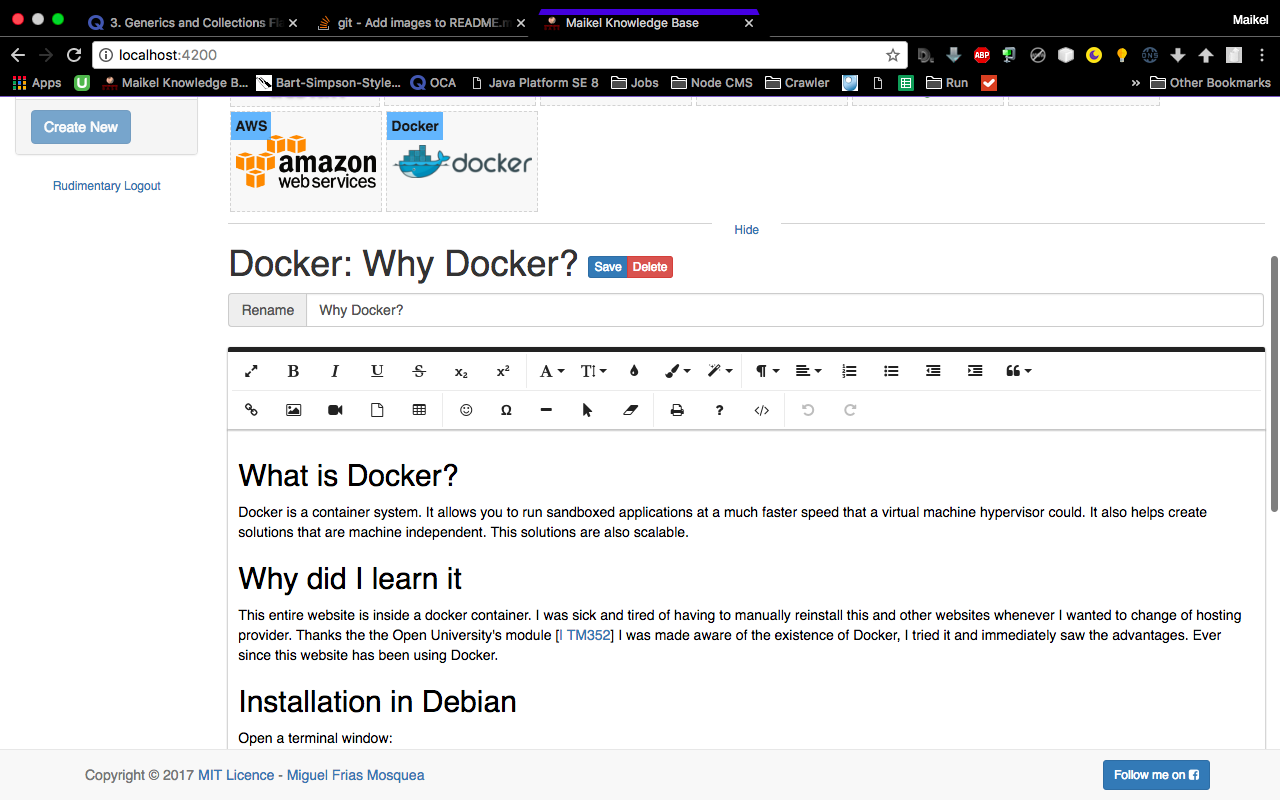 3. Generics and Collections Fl
git - Add images to README.m
Maikel Knowledge Base
Maikel
localhost:4200
ABP
DNS
Apps
Maikel Knowledge B...
Bart-Simpson-Style...
OCA
Java Platform SE 8
Jobs
Node CMS
Crawler
Run
» Other Bookmarks
Create New
Rudimentary Logout
AWS
amazon
webservices
Docker
docker
Hide
Docker: Why Docker?
Save
Delete
Rename
Why Docker?
What is Docker?
Docker is a container system. It allows you to run sandboxed applications at a much faster speed that a virtual machine hypervisor could. It also helps create
solutions that are machine independent. This solutions are also scalable.
Why did I learn it
This entire website is inside a docker container. I was sick and tired of having to manually reinstall this and other websites whenever I wanted to change of hosting
provider. Thanks the the Open University's module [I TM352] I was made aware of the existence of Docker, I tried it and immediately saw the advantages. Ever
since this website has been using Docker.
Installation in Debian
Open a terminal window:
Copyright © 2017 MIT Licence - Miguel Frias Mosquea
Follow me on